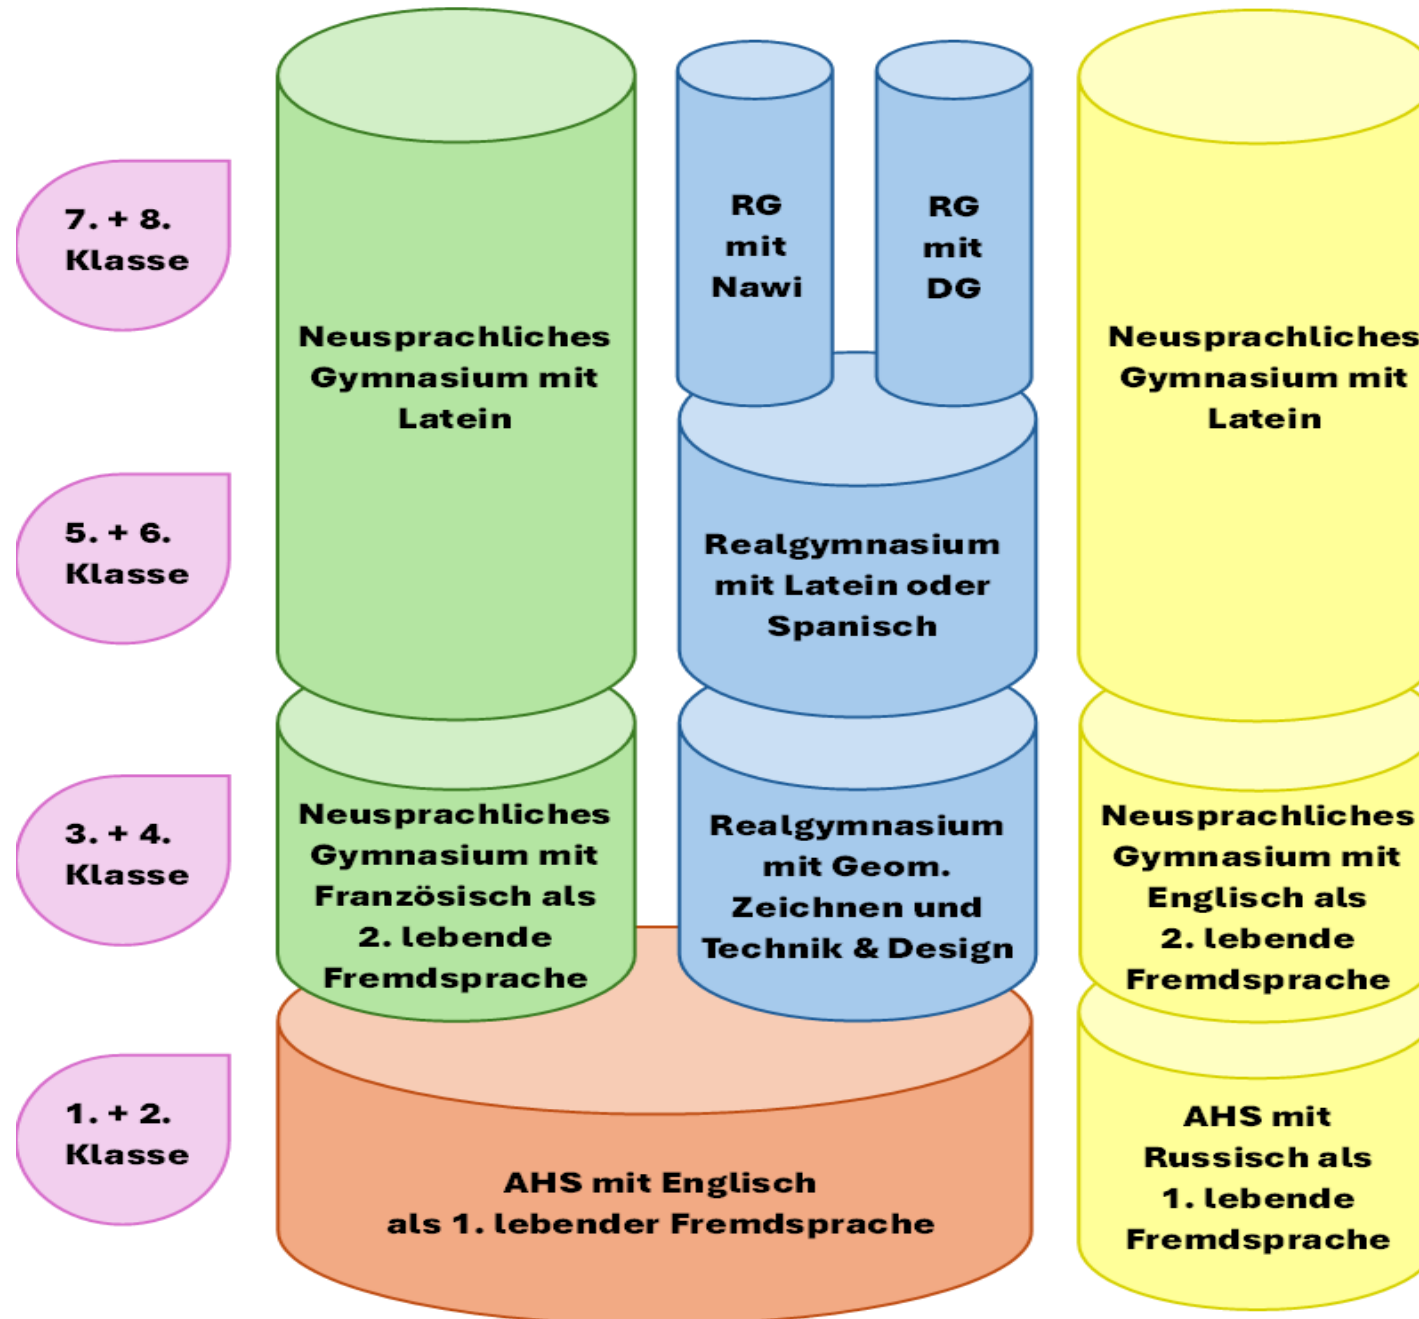 7. + 8.
Klasse
Neusprachliches
Gymnasium mit
Latein
RG
mit
Nawi
RG
mit
DG
Neusprachliches
Gymnasium mit
Latein
5. + 6.
Klasse
Realgymnasium
mit Latein oder
Spanisch
3. + 4.
Klasse
Neusprachliches
Gymnasium mit
Französisch als
2. lebende
Fremdsprache
Realgymnasium
mit Geom.
Zeichnen und
Technik & Design
Neusprachliches
Gymnasium mit
Englisch als
2. lebende
Fremdsprache
1. + 2.
Klasse
AHS mit Englisch
als 1. lebender Fremdsprache
AHS mit
Russisch als
1. lebende
Fremdsprache